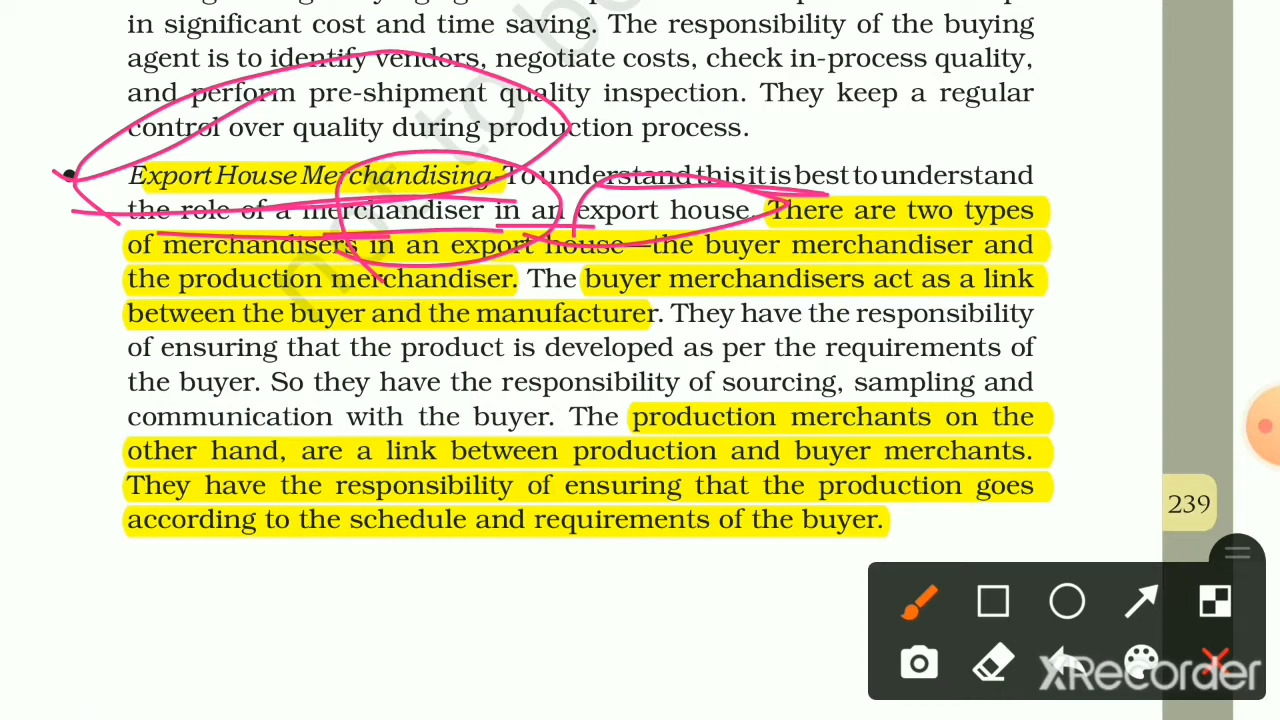 in significant cost and time saving. The responsibility of the buying
agent is to identify vendors, negotiate costs, check in-process quality,
and perform pre-shipment quality inspection. They keep a regular
control over quality during production process.
Export House Merchandising. To understand this it is best to understand
the role of a merchandiser in an export house. There are two types
of merchandisers in an export house—the buyer merchandiser and
the production merchandiser. The buyer merchandisers act as a link
between the buyer and the manufacturer. They have the responsibility
of ensuring that the product is developed as per the requirements of
the buyer. So they have the responsibility of sourcing, sampling and
communication with the buyer. The production merchants on the
other hand, are a link between production and buyer merchants.
They have the responsibility of ensuring that the production goes
according to the schedule and requirements of the buyer.
239
XRecorder